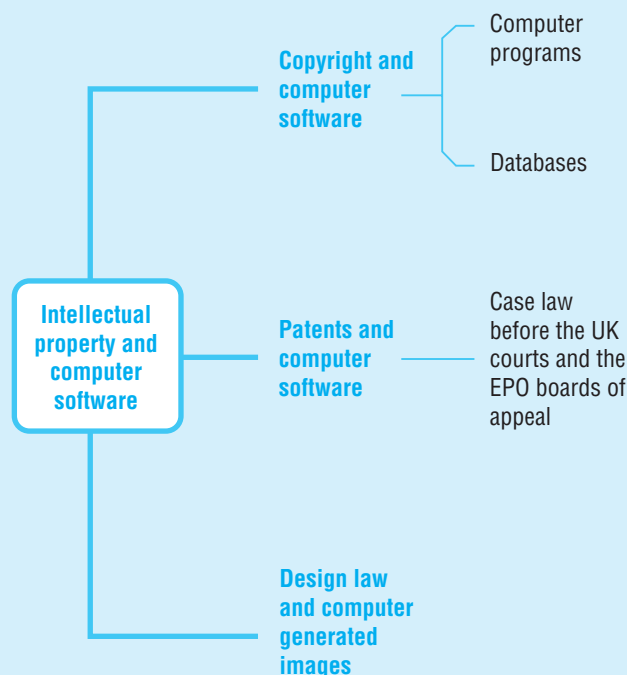 Intellectual
property and
computer
software
Copyright and
computer
software
Computer
programs
Databases
Patents and
computer
software
Case law
before the UK
courts and the
EPO boards of
appeal
Design law
and computer
generated
images